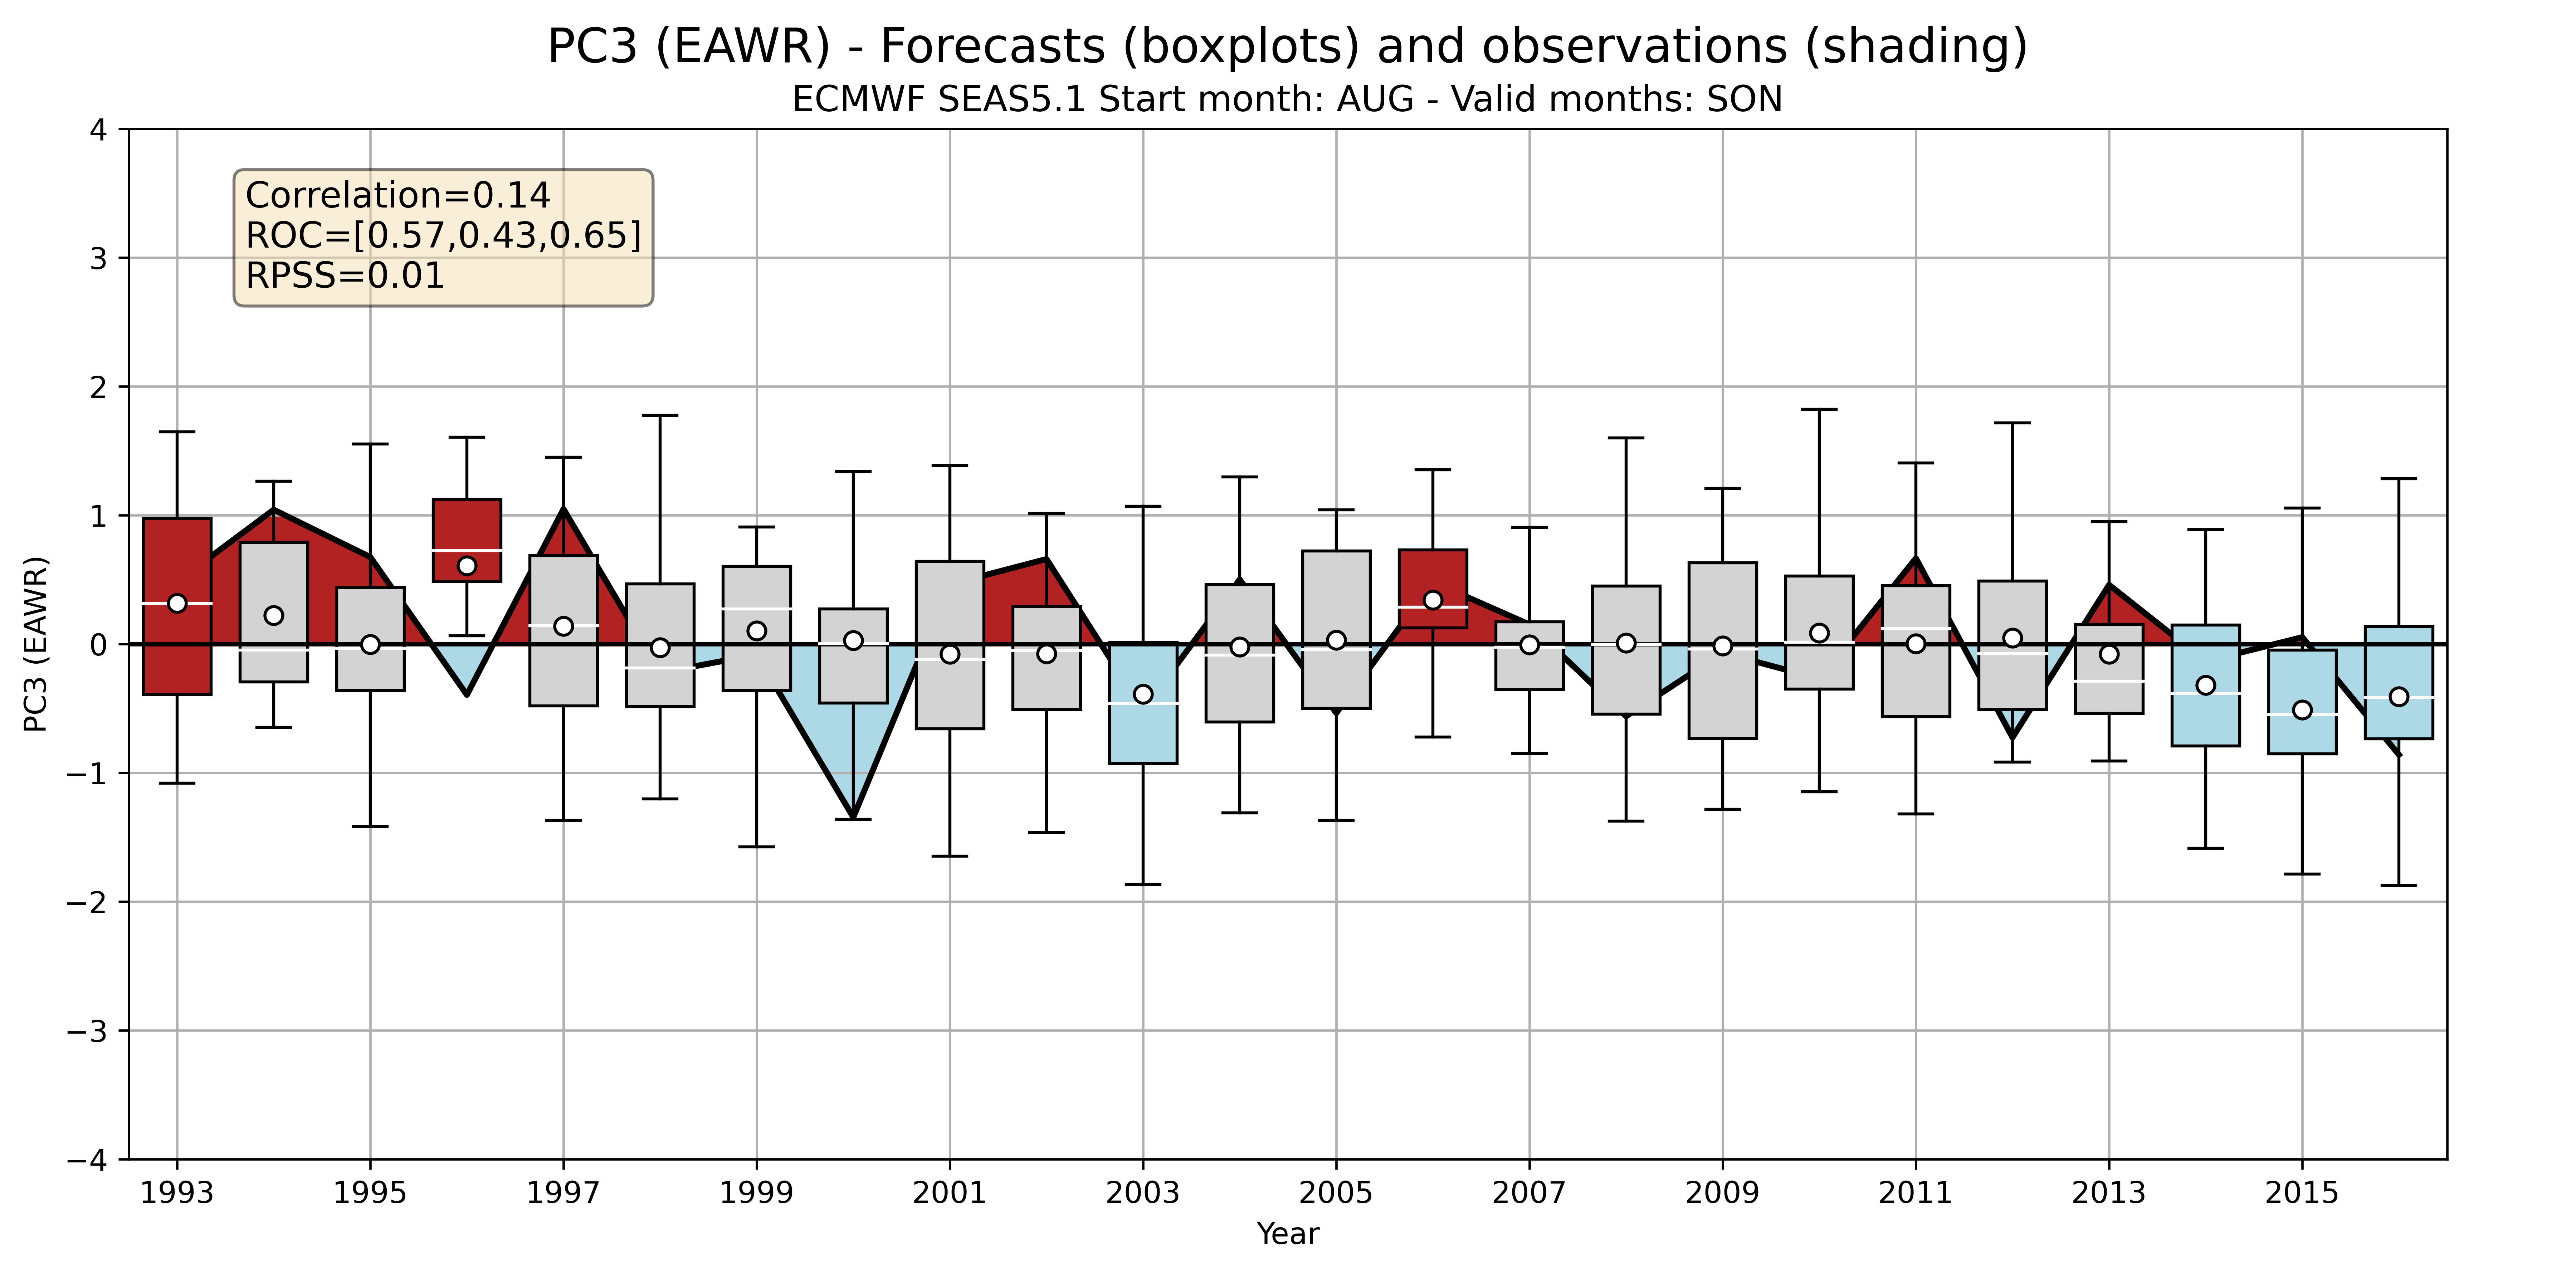 PC3 (EAWR) - Forecasts (boxplots) and observations (shading)
ECMWF SEAS5.1 Start month: AUG - Valid months: SON
Correlation=0.14
ROC=[0.57,0.43,0.65]
RPSS=0.01
PC3 (EAWR)
4
3
2
1
0
−1
−2
−3
−4
1993 1995 1997 1999 2001 2003 2005 2007 2009 2011 2013 2015
Year